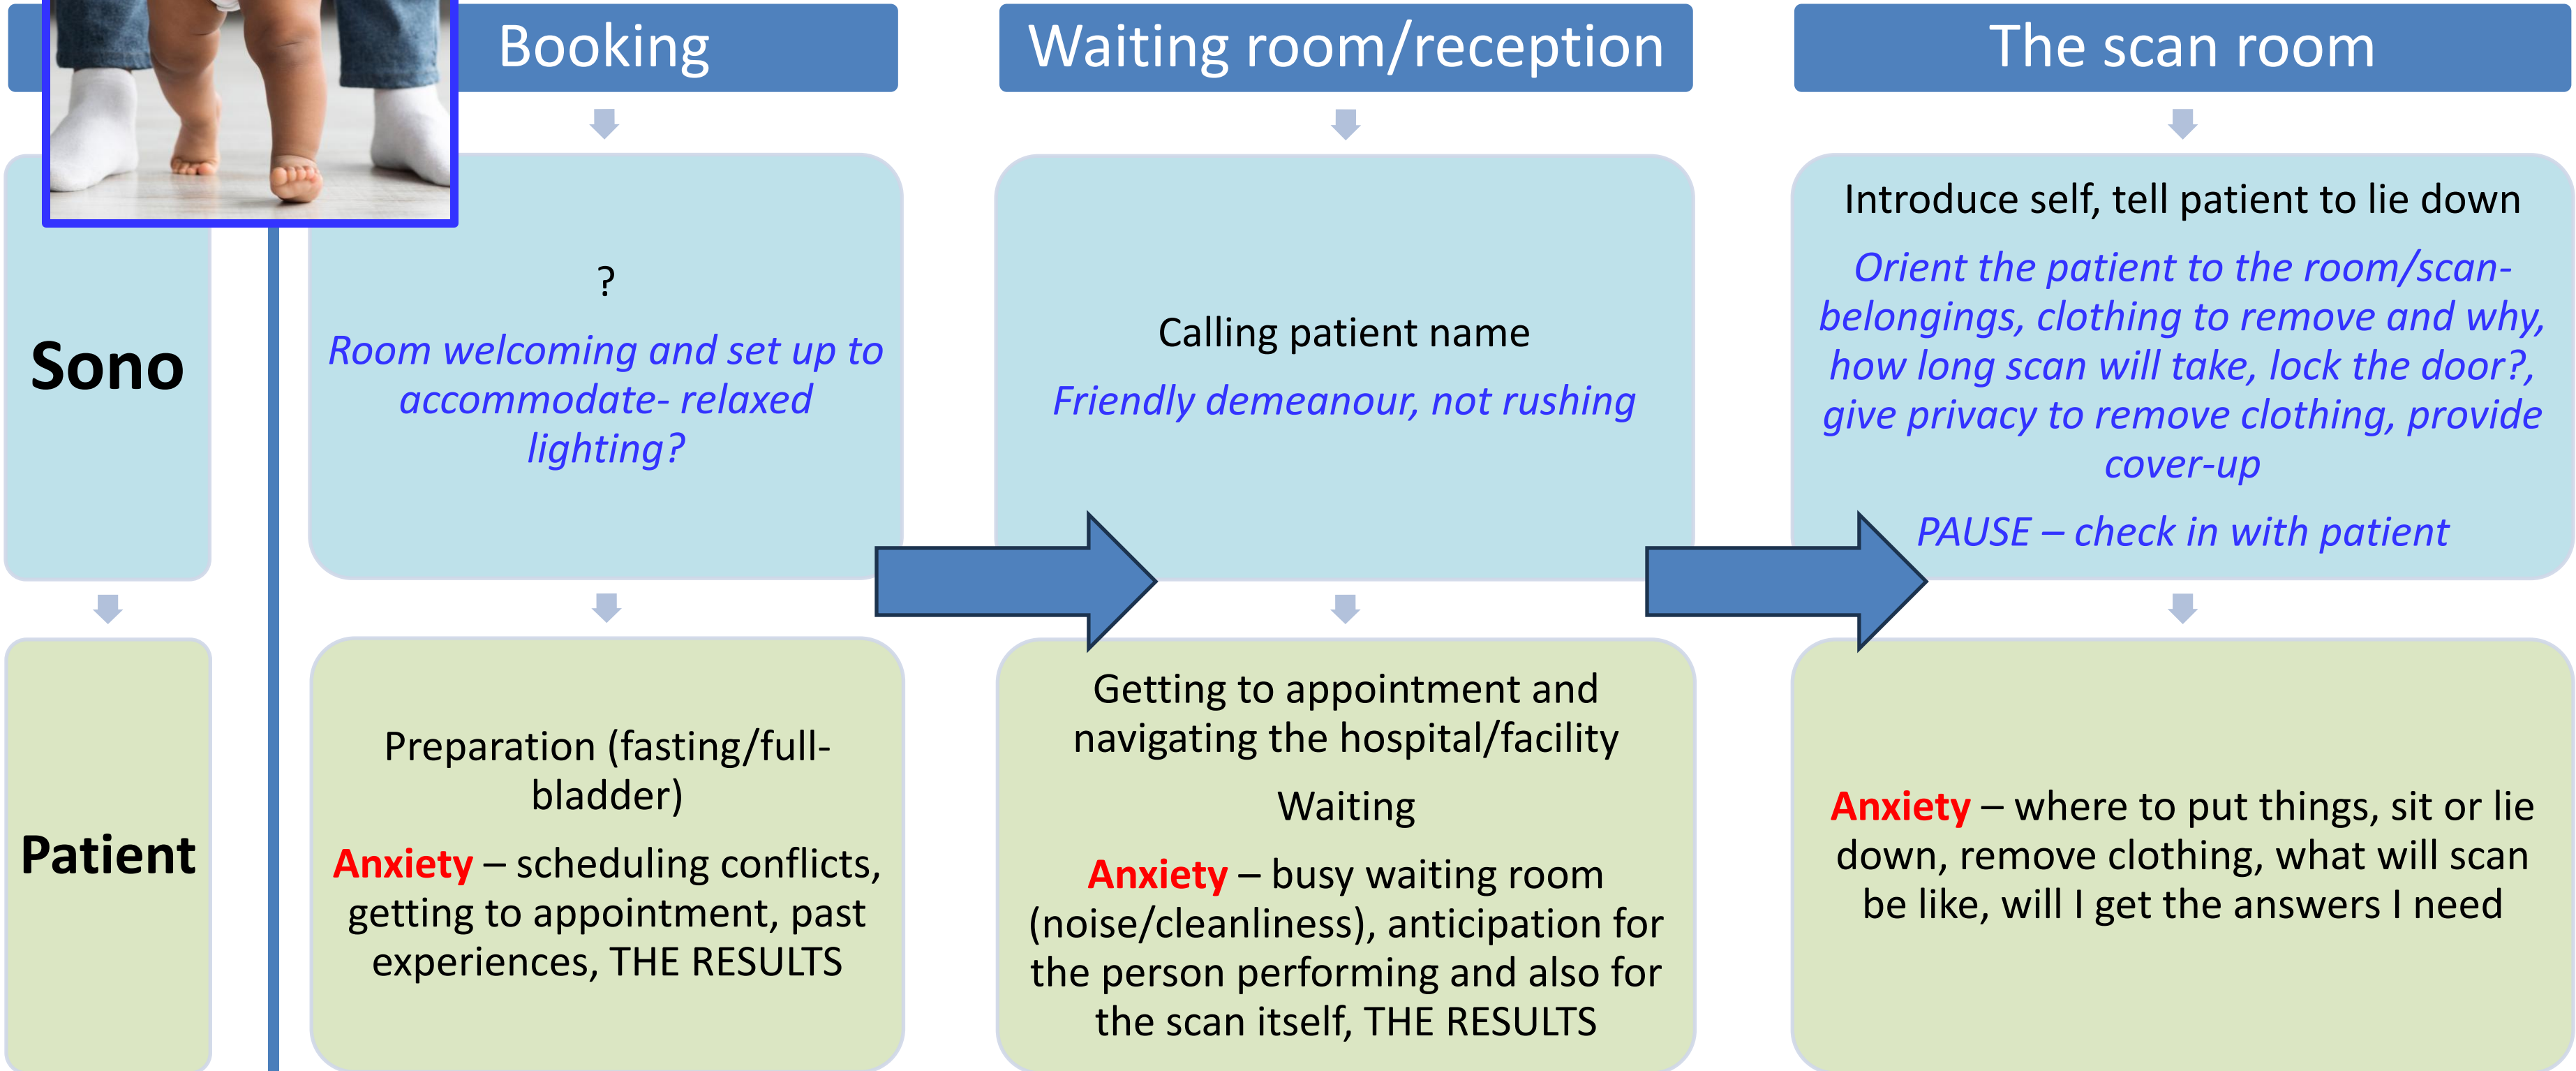 Booking
Waiting room/reception
The scan room
Sono
?
Room welcoming and set up to
accommodate- relaxed
lighting?
Calling patient name
Friendly demeanour, not rushing
Introduce self, tell patient to lie down
Orient the patient to the room/scan-
belongings, clothing to remove and why,
how long scan will take, lock the door?,
give privacy to remove clothing, provide
cover-up
PAUSE – check in with patient
Patient
Preparation (fasting/full-
bladder)
Anxiety – scheduling conflicts,
getting to appointment, past
experiences, THE RESULTS
Getting to appointment and
navigating the hospital/facility
Waiting
Anxiety – busy waiting room
(noise/cleanliness), anticipation for
the person performing and also for
the scan itself, THE RESULTS
Anxiety – where to put things, sit or lie
down, remove clothing, what will scan
be like, will I get the answers I need